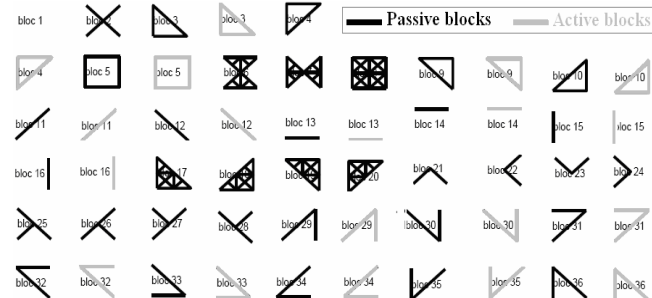 bloc 1 bloc 2 bloc 3 bloc 3 bloc 4 Passive blocks Active blocks
bloc 4 bloc 5 bloc 5 bloc 9 bloc 9 bloc 10 bloc 10
bloc 11 bloc 11 bloc 12 bloc 12 bloc 13 bloc 13 bloc 14 bloc 14 bloc 15 bloc 15
bloc 16 bloc 16 bloc 17 bloc 18 bloc 20 bloc 21 bloc 22 bloc 23 bloc 24
bloc 25 bloc 26 bloc 27 bloc 28 bloc 29 bloc 29 bloc 30 bloc 30 bloc 31 bloc 31
bloc 32 bloc 32 bloc 33 bloc 33 bloc 34 bloc 34 bloc 35 bloc 35 bloc 36 bloc 36